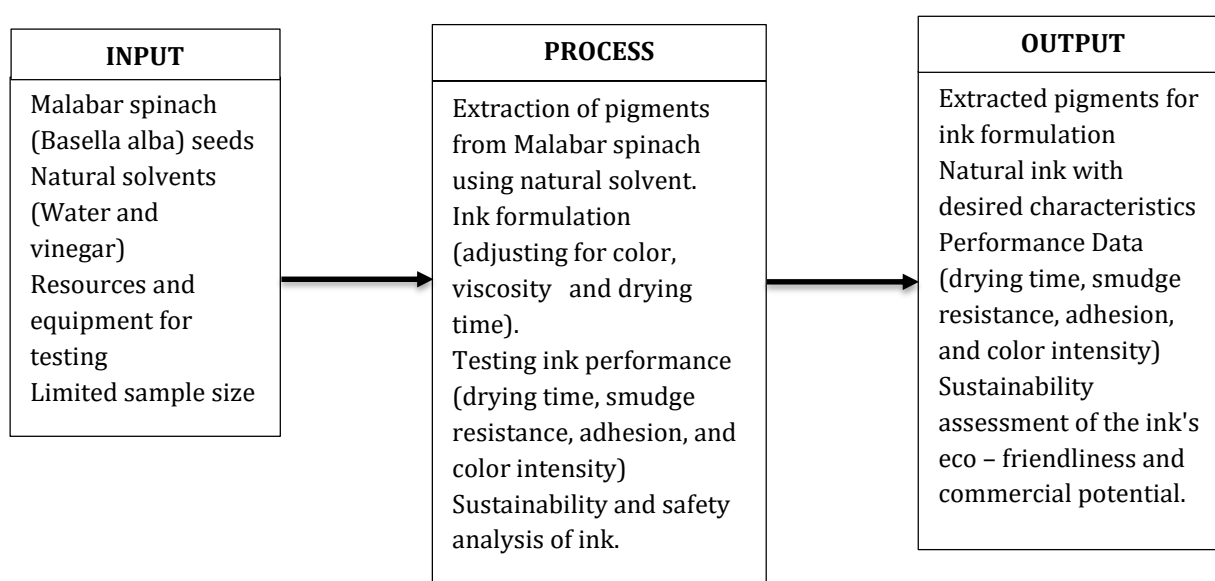 INPUT
Malabar spinach
(Basella alba) seeds
Natural solvents
(Water and
vinegar)
Resources and
equipment for
testing
Limited sample size
PROCESS
Extraction of pigments
from Malabar spinach
using natural solvent.
Ink formulation
(adjusting for color,
viscosity and drying
time).
Testing ink performance
(drying time, smudge
resistance, adhesion, and
color intensity)
Sustainability and safety
analysis of ink.
OUTPUT
Extracted pigments for
ink formulation
Natural ink with
desired characteristics
Performance Data
(drying time, smudge
resistance, adhesion,
and color intensity)
Sustainability
assessment of the ink's
eco – friendliness and
commercial potential.